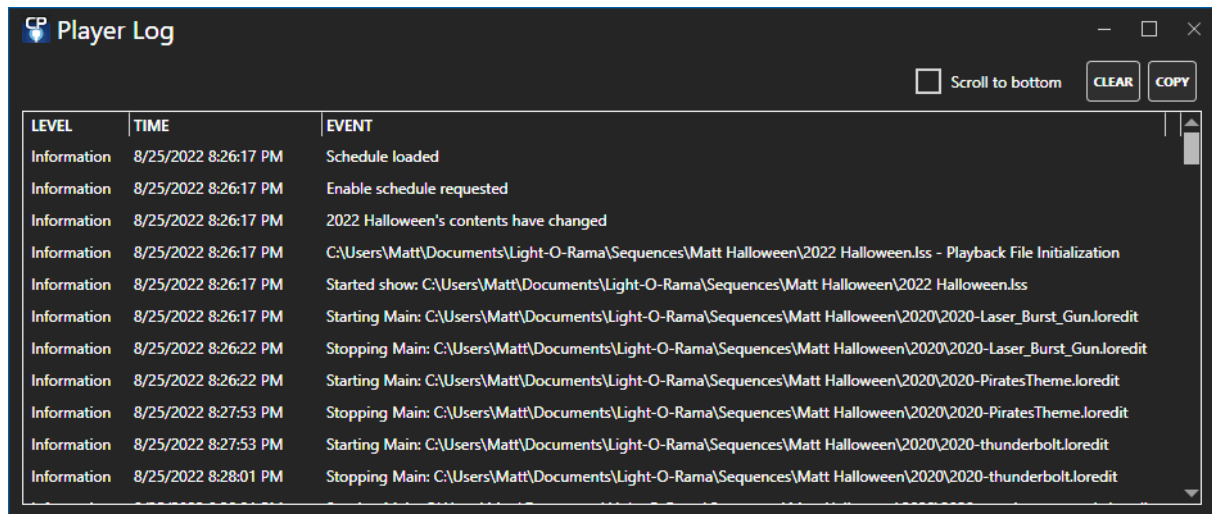 CP Player Log
Scroll to bottom CLEAR COPY
LEVEL TIME EVENT
Information 8/25/2022 8:26:17 PM Schedule loaded
Information 8/25/2022 8:26:17 PM Enable schedule requested
Information 8/25/2022 8:26:17 PM 2022 Halloween's contents have changed
Information 8/25/2022 8:26:17 PM C:\Users\Matt\Documents\Light-O-Rama\Sequences\Matt Halloween\2022 Halloween.lss - Playback File Initialization
Information 8/25/2022 8:26:17 PM Started show: C:\Users\Matt\Documents\Light-O-Rama\Sequences\Matt Halloween\2022 Halloween.lss
Information 8/25/2022 8:26:17 PM Starting Main: C:\Users\Matt\Documents\Light-O-Rama\Sequences\Matt Halloween\2020\2020-Laser_Burst_Gun.loredit
Information 8/25/2022 8:26:22 PM Stopping Main: C:\Users\Matt\Documents\Light-O-Rama\Sequences\Matt Halloween\2020\2020-Laser_Burst_Gun.loredit
Information 8/25/2022 8:26:22 PM Starting Main: C:\Users\Matt\Documents\Light-O-Rama\Sequences\Matt Halloween\2020\2020-PiratesTheme.loredit
Information 8/25/2022 8:27:53 PM Stopping Main: C:\Users\Matt\Documents\Light-O-Rama\Sequences\Matt Halloween\2020\2020-PiratesTheme.loredit
Information 8/25/2022 8:27:53 PM Starting Main: C:\Users\Matt\Documents\Light-O-Rama\Sequences\Matt Halloween\2020\2020-thunderbolt.loredit
Information 8/25/2022 8:28:01 PM Stopping Main: C:\Users\Matt\Documents\Light-O-Rama\Sequences\Matt Halloween\2020\2020-thunderbolt.loredit